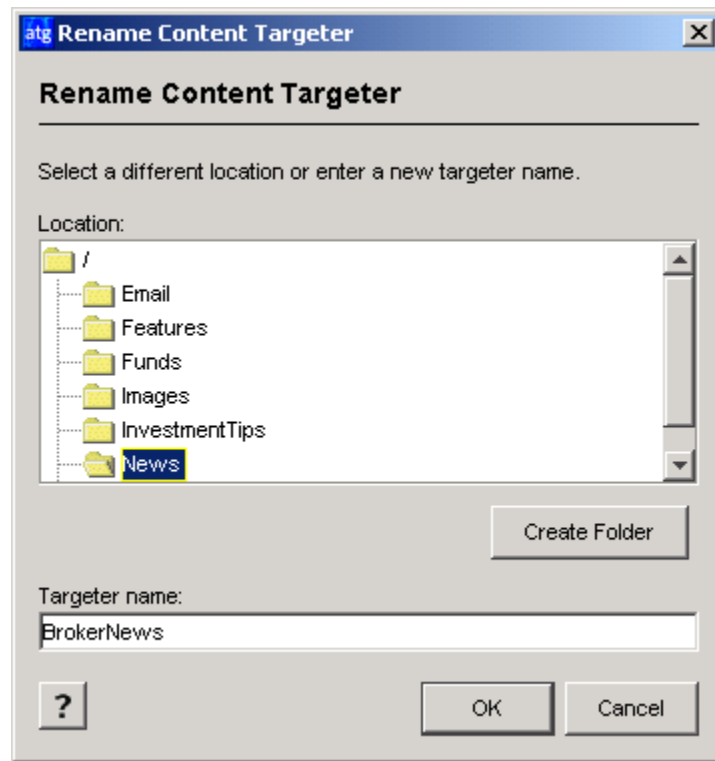 atg Rename Content Targeter
Rename Content Targeter
Select a different location or enter a new targeter name.
Location:
/
Email
Features
Funds
Images
InvestmentTips
News
Create Folder
Targeter name:
BrokerNews
?
OK
Cancel